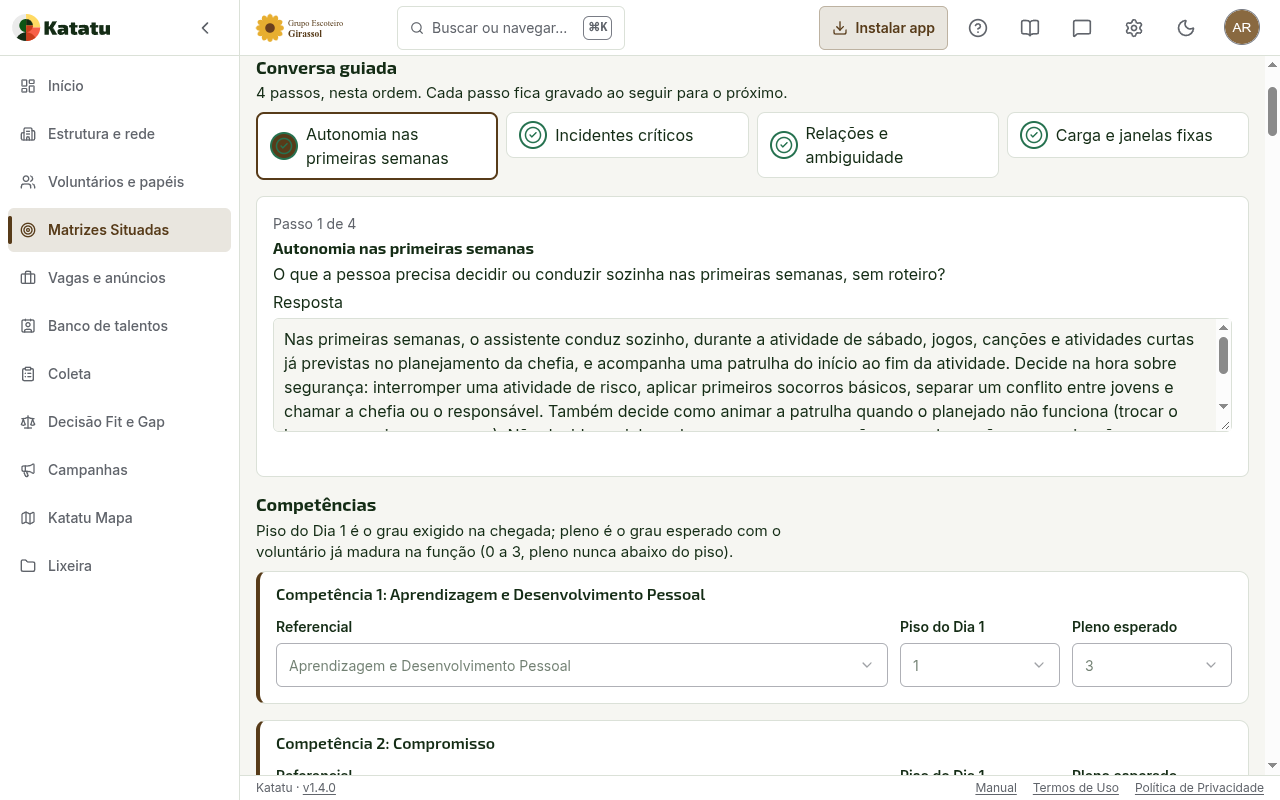 Katatu
Grupo Escoteiro
Girassol
Buscar ou navegar...
⌘K
Instalar app
AR
Início
Estrutura e rede
Voluntários e papéis
Matrizes Situadas
Vagas e anúncios
Banco de talentos
Coleta
Decisão Fit e Gap
Campanhas
Katatu Mapa
Lixeira
Conversa guiada
4 passos, nesta ordem. Cada passo fica gravado ao seguir para o próximo.
Autonomia nas
primeiras semanas
Incidentes críticos
Relações e
ambiguidade
Carga e janelas fixas
Passo 1 de 4
Autonomia nas primeiras semanas
O que a pessoa precisa decidir ou conduzir sozinha nas primeiras semanas, sem roteiro?
Resposta
Nas primeiras semanas, o assistente conduz sozinho, durante a atividade de sábado, jogos, canções e atividades curtas
já previstas no planejamento da chefia, e acompanha uma patrulha do início ao fim da atividade. Decide na hora sobre
segurança: interromper uma atividade de risco, aplicar primeiros socorros básicos, separar um conflito entre jovens e
chamar a chefia ou o responsável. Também decide como animar a patrulha quando o planejado não funciona (trocar o
Competências
Piso do Dia 1 é o grau exigido na chegada; pleno é o grau esperado com o
voluntário já madura na função (0 a 3, pleno nunca abaixo do piso).
Competência 1: Aprendizagem e Desenvolvimento Pessoal
Referencial
Piso do Dia 1
Pleno esperado
Aprendizagem e Desenvolvimento Pessoal
1
3
Competência 2: Compromisso
Referencial
Piso do Dia 1
Pleno esperado
Katatu · v1.4.0
Manual
Termos de Uso
Política de Privacidade